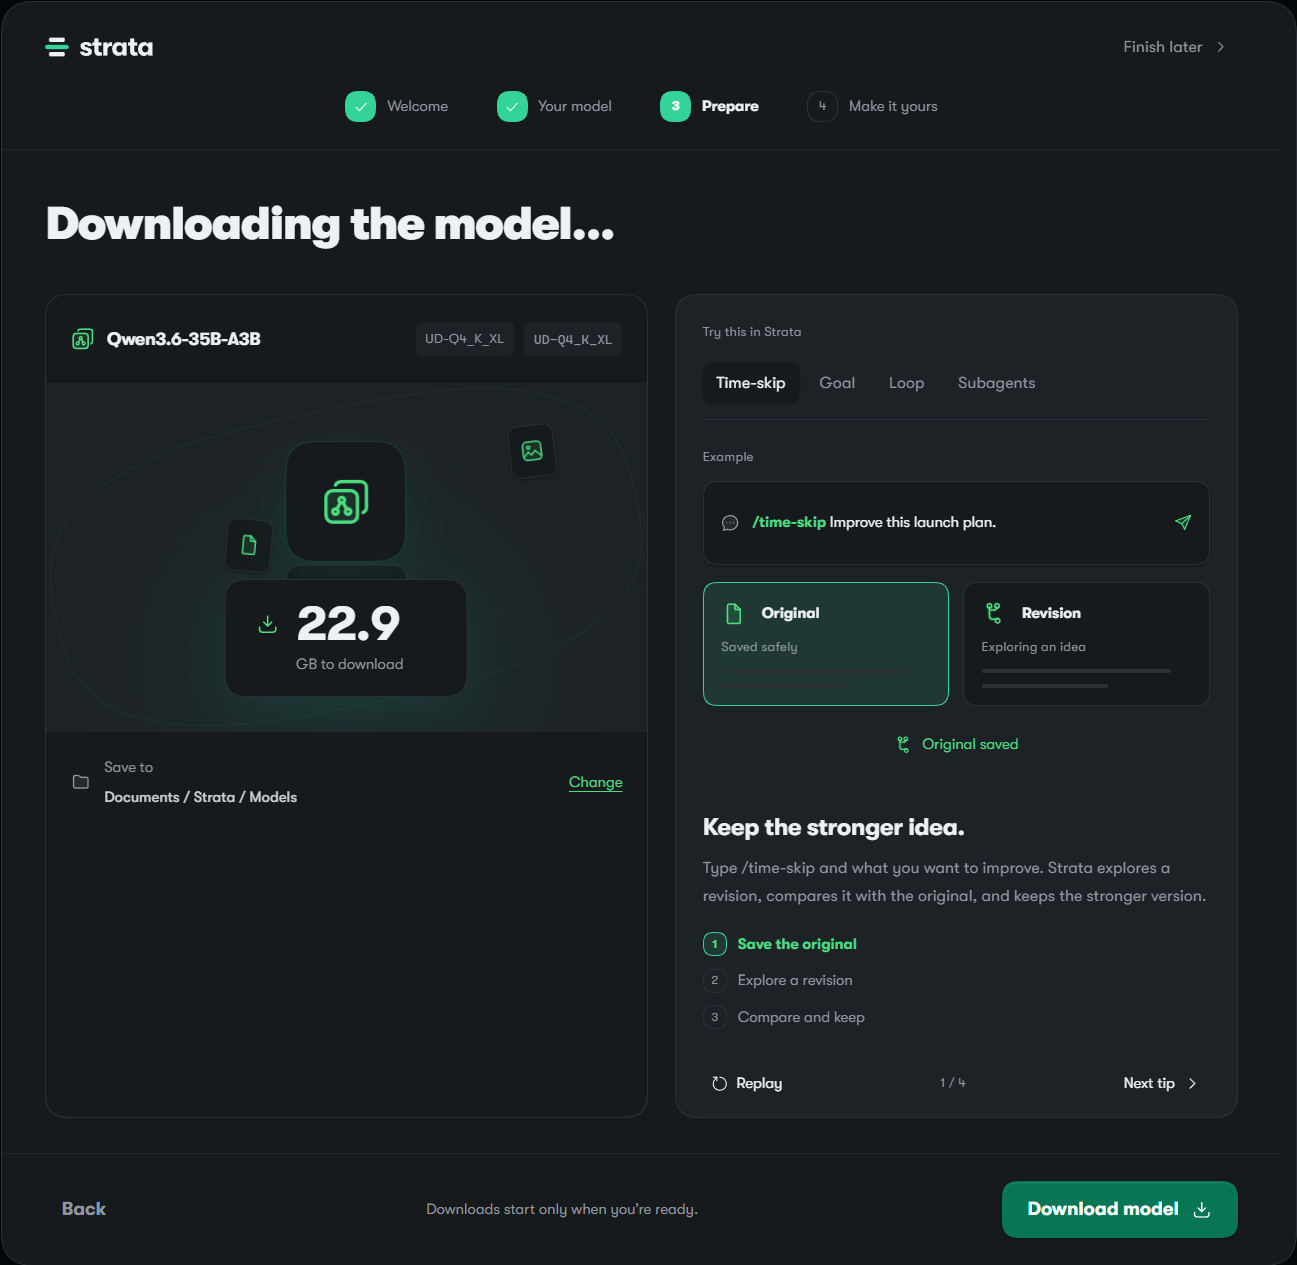 strata
Finish later
Welcome
Your model
3 Prepare
4 Make it yours
Downloading the model...
Qwen3.6-35B-A3B
UD-Q4_K_XL
UD-Q4_K_XL
22.9
GB to download
Save to
Documents / Strata / Models
Change
Try this in Strata
Time-skip
Goal
Loop
Subagents
Example
/time-skip Improve this launch plan.
Original
Saved safely
Revision
Exploring an idea
Original saved
Keep the stronger idea.
Type /time-skip and what you want to improve. Strata explores a
revision, compares it with the original, and keeps the stronger version.
1 Save the original
2 Explore a revision
3 Compare and keep
Replay
1 / 4
Next tip
Back
Downloads start only when you're ready.
Download model